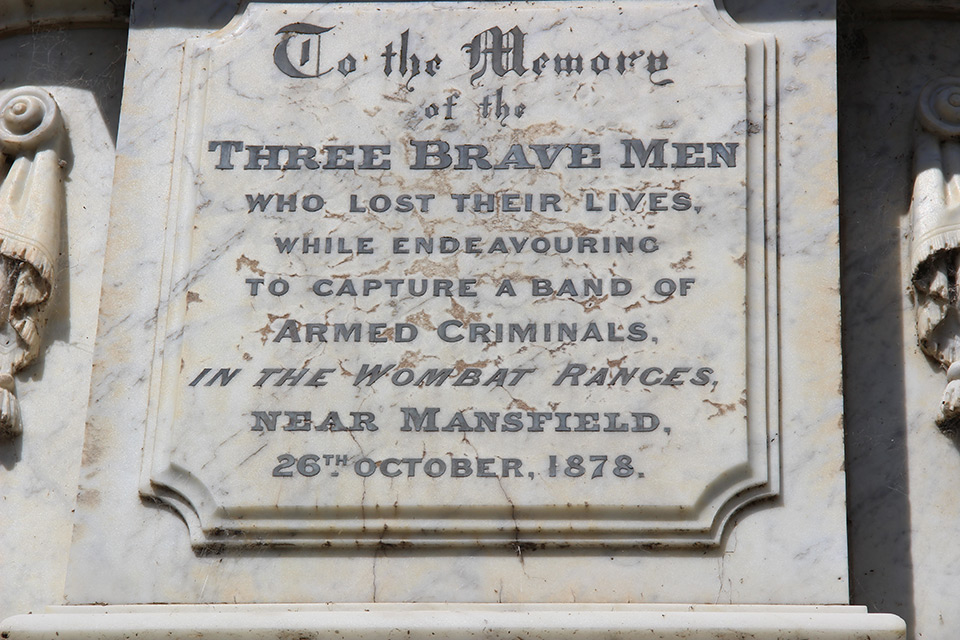 To the Memory
of the
THREE BRAVE MEN
WHO LOST THEIR LIVES,
WHILE ENDEAVOURING
TO CAPTURE A BAND OF
ARMED CRIMINALS,
IN THE WOMBAT RANGES,
NEAR MANSFIELD,
26TH OCTOBER, 1878.